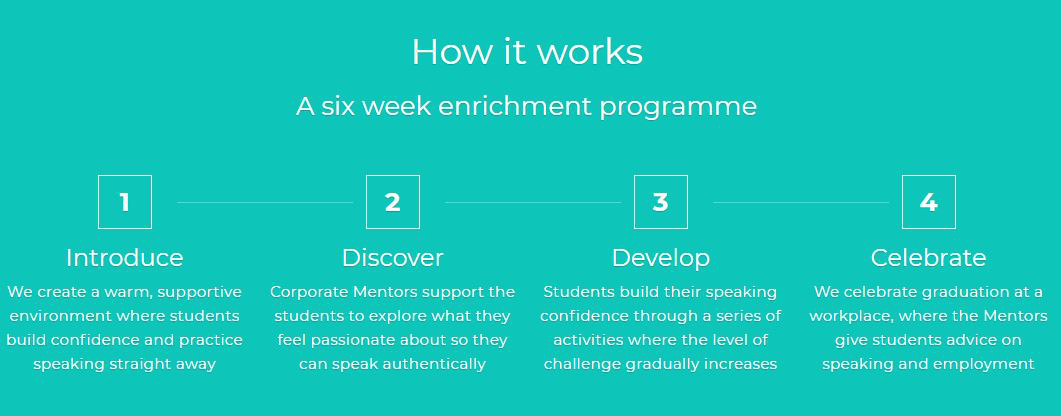 How it works
A six week enrichment programme
1
Introduce
We create a warm, supportive
environment where students
build confidence and practice
speaking straight away
2
Discover
Corporate Mentors support the
students to explore what they
feel passionate about so they
can speak authentically
3
Develop
Students build their speaking
confidence through a series of
activities where the level of
challenge gradually increases
4
Celebrate
We celebrate graduation at a
workplace, where the Mentors
give students advice on
speaking and employment